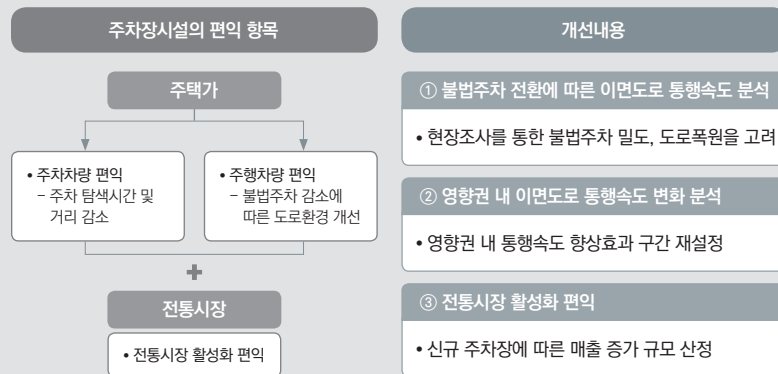 주차장시설의 편익 항목
주택가
• 주차차량 편익
– 주차 탐색시간 및
거리 감소
• 주행차량 편익
– 불법주차 감소에
따른 도로환경 개선
+
전통시장
• 전통시장 활성화 편익
개선내용
① 불법주차 전환에 따른 이면도로 통행속도 분석
• 현장조사를 통한 불법주차 밀도, 도로폭원을 고려
② 영향권 내 이면도로 통행속도 변화 분석
• 영향권 내 통행속도 향상효과 구간 재설정
③ 전통시장 활성화 편익
• 신규 주차장에 따른 매출 증가 규모 산정